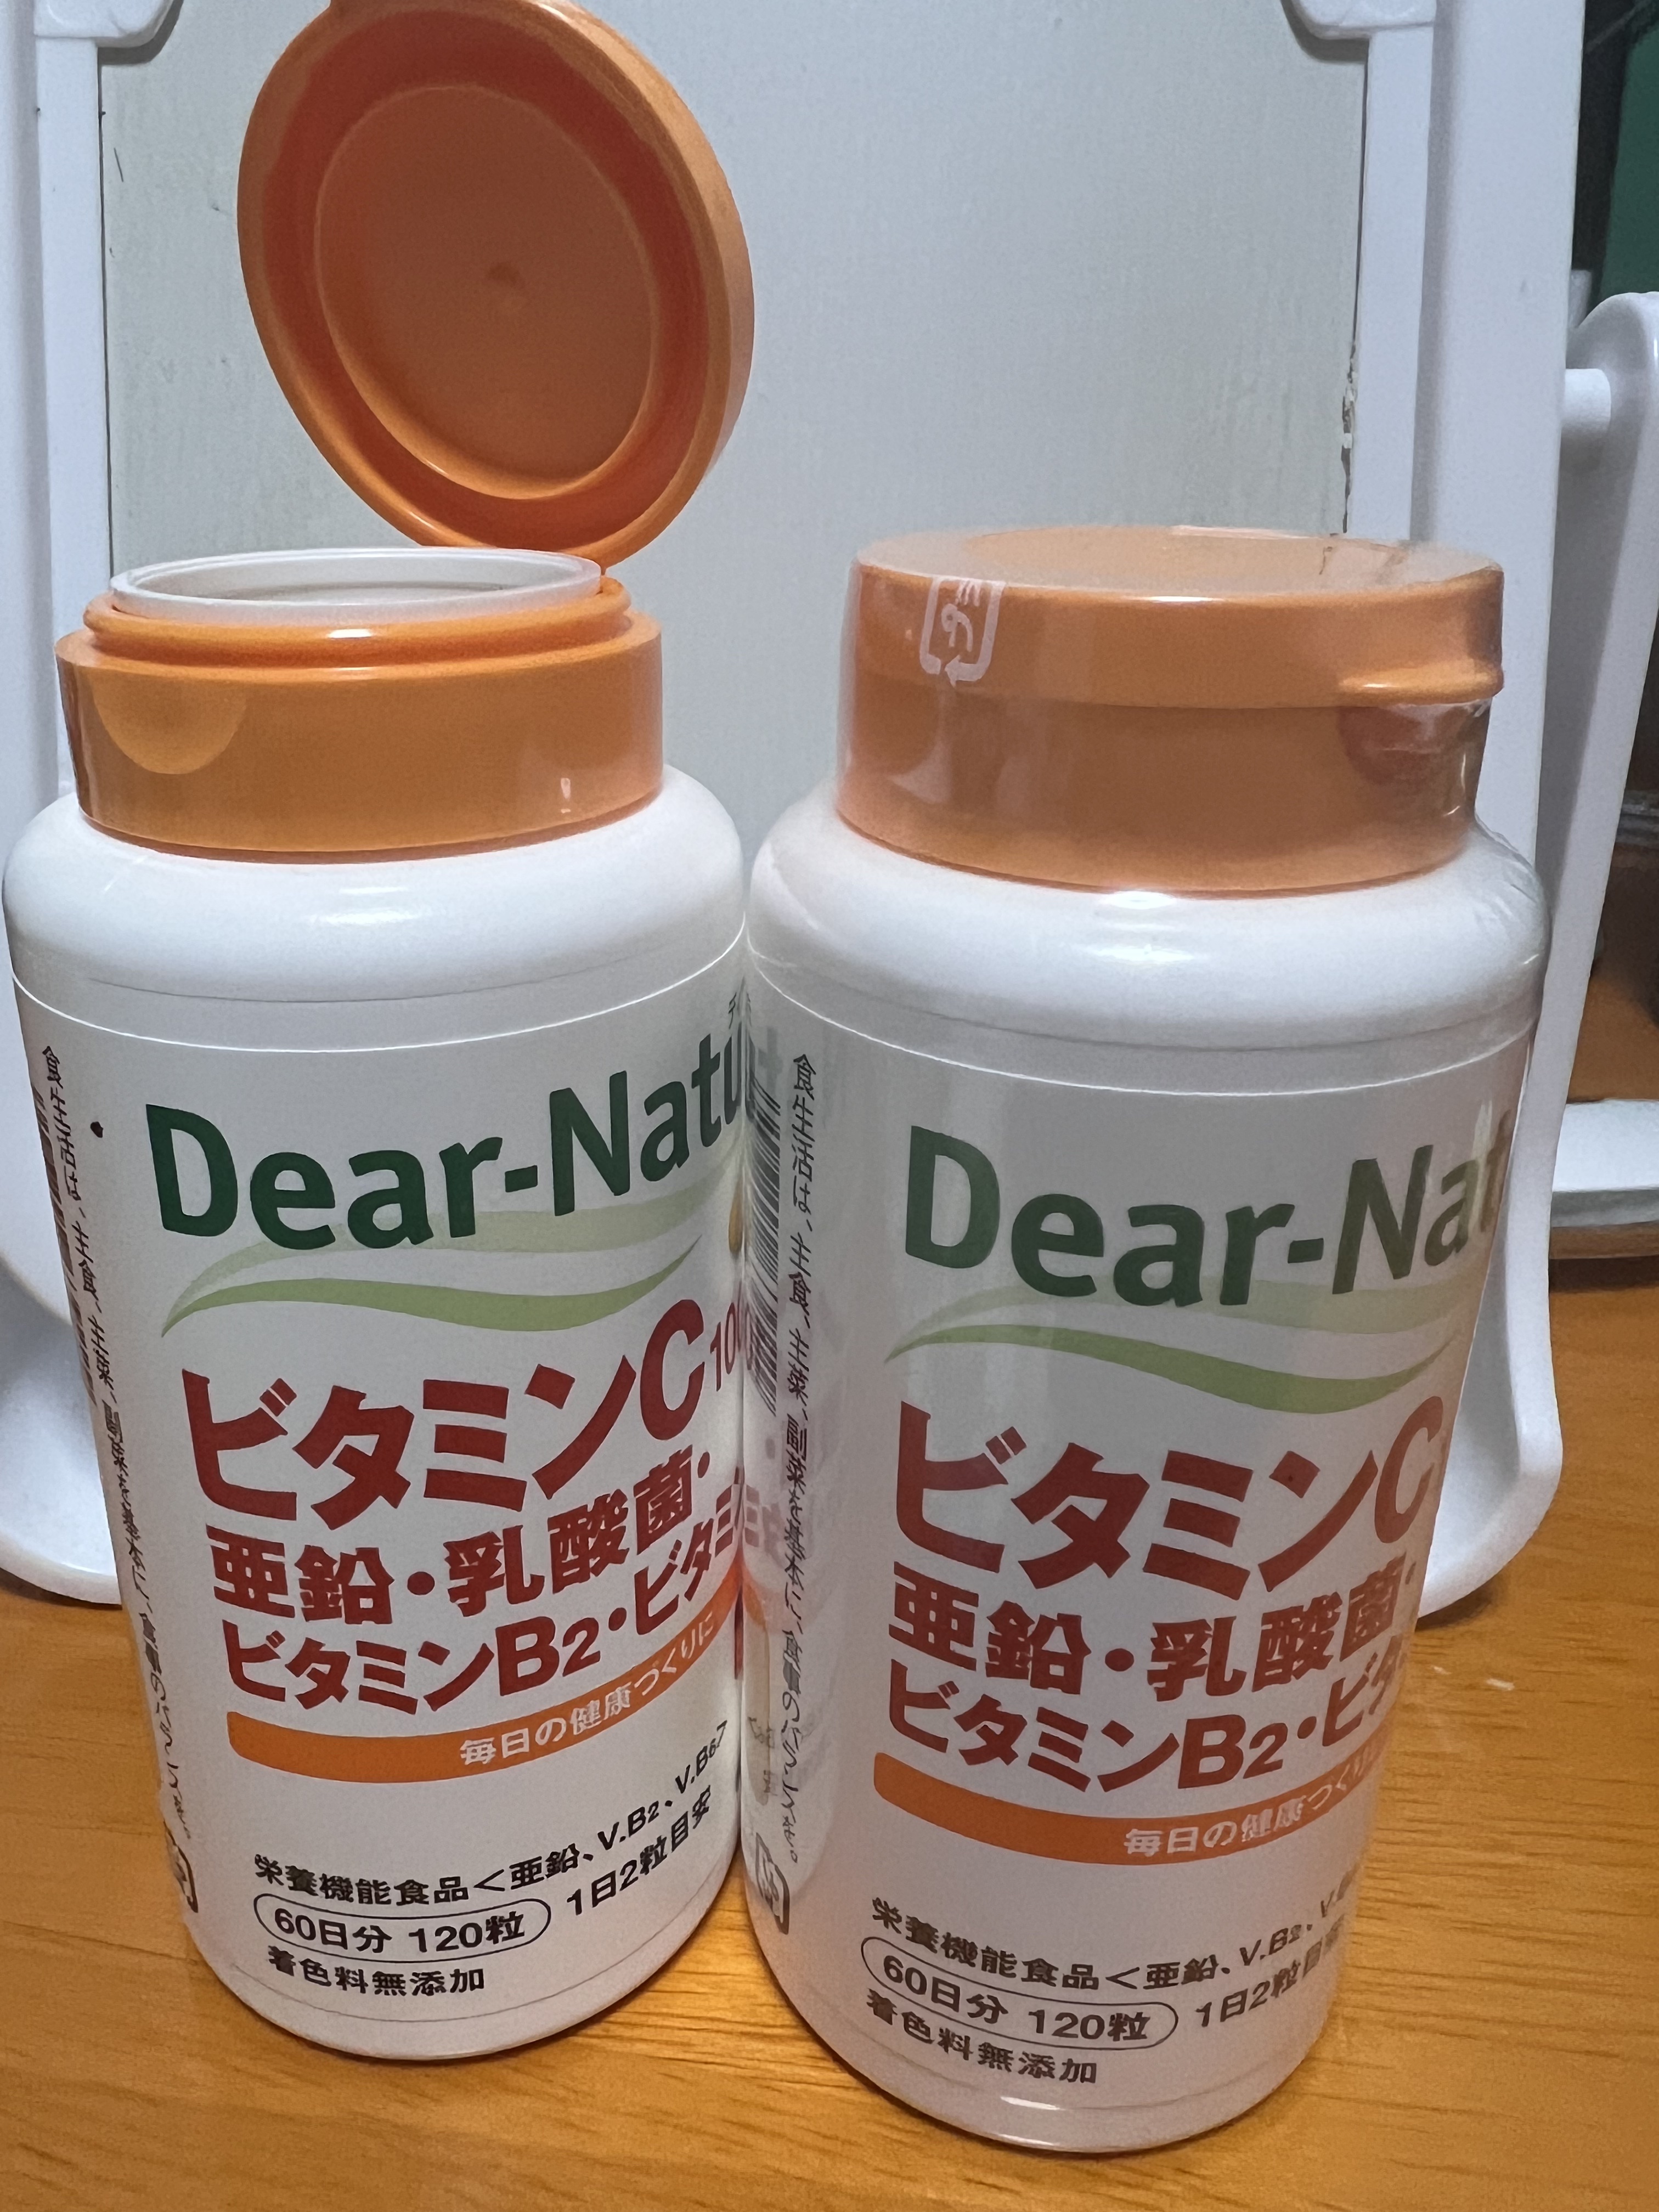 Dear-Natu
ビタミンC
亜鉛・乳酸菌・
ビタミンB2・ビタミ
毎日の健康づくりに
栄養機能食品<亜鉛、V.B2、V.B6>
60日分 120粒 1日2粒目安
着色料無添加
食生活は、主食、主菜、副菜を基本に、食事のバランスを。
Dear-Nat
ビタミンC
亜鉛・乳酸菌・
ビタミンB2・ビタ
毎日の健康づくり
栄養機能食品<亜鉛、V.B2、V.
60日分 120粒 1日2粒目
着色料無添加
食生活は、主食、主菜、副菜を基本に、食事のバランスを。